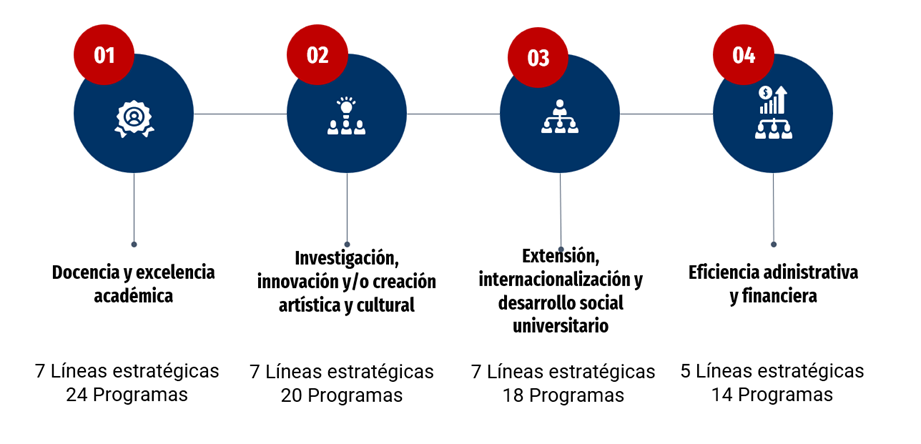 01
02
03
04
$
Docencia y excelencia
académica
7 Líneas estratégicas
24 Programas
Investigación,
innovación y/o creación
artística y cultural
7 Líneas estratégicas
20 Programas
Extensión,
internacionalización y
desarrollo social
universitario
7 Líneas estratégicas
18 Programas
Eficiencia adinistrativa
y financiera
5 Líneas estratégicas
14 Programas